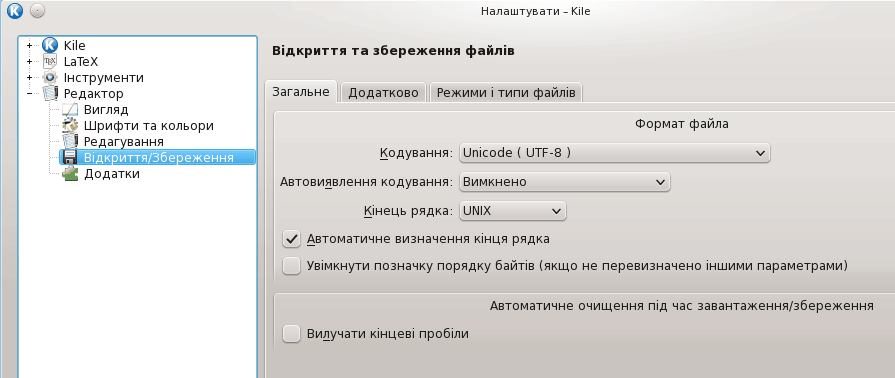 Налаштувати – Kile
Kile
LaTeX
Інструменти
Редактор
Вигляд
Шрифти та кольори
Редагування
Відкриття/Збереження
Додатки
Відкриття та збереження файлів
Загальне
Додатково
Режими і типи файлів
Формат файла
Кодування: Unicode ( UTF-8 )
Автовиявлення кодування: Вимкнено
Кінець рядка: UNIX
Автоматичне визначення кінця рядка
Увімкнути позначку порядку байтів (якщо не перевизначено іншими параметрами)
Автоматичне очищення під час завантаження/збереження
Вилучати кінцеві пробіли